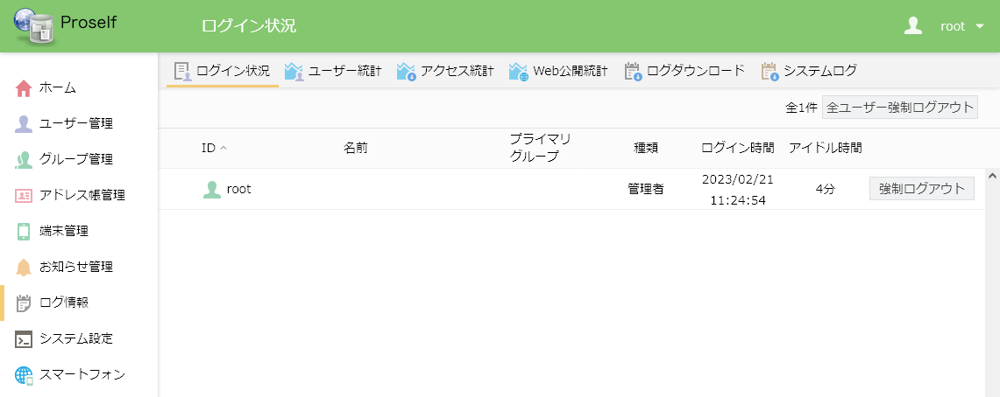 Proself
ログイン状況
root
ホーム
ユーザー管理
グループ管理
アドレス帳管理
端末管理
お知らせ管理
ログ情報
システム設定
スマートフォン
ログイン状況 ユーザー統計 アクセス統計 Web公開統計 ログダウンロード システムログ
全1件 全ユーザー強制ログアウト
ID 名前 プライマリ
グループ 種類 ログイン時間 アイドル時間
root 管理者 2023/02/21
11:24:54 4分 強制ログアウト